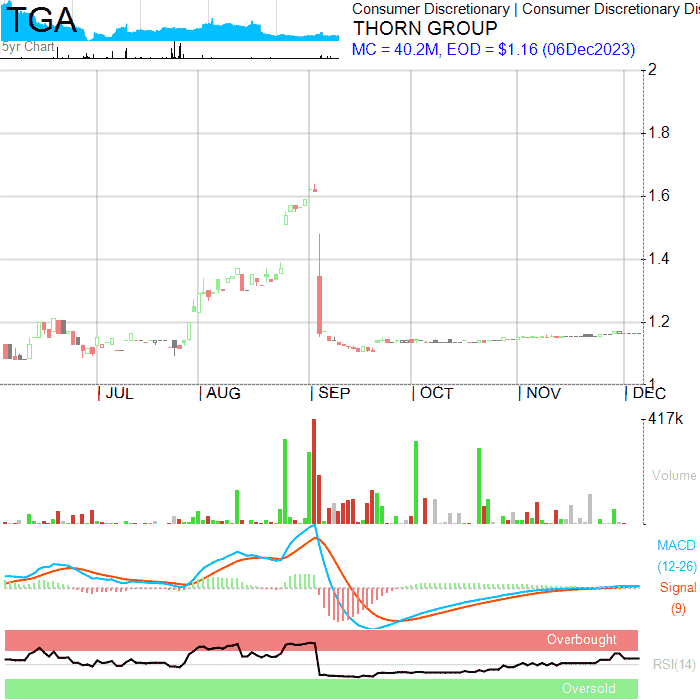 TGA
5yr Chart
Consumer Discretionary | Consumer Discretionary Dis
THORN GROUP
MC = 40.2M, EOD = $1.16 (06Dec2023)
2
1.8
1.6
1.4
1.2
1
| JUL | AUG | SEP | OCT | NOV | DEC
417k
Volume
MACD
(12-26)
Signal
(9)
Overbought
RSI(14)
Oversold